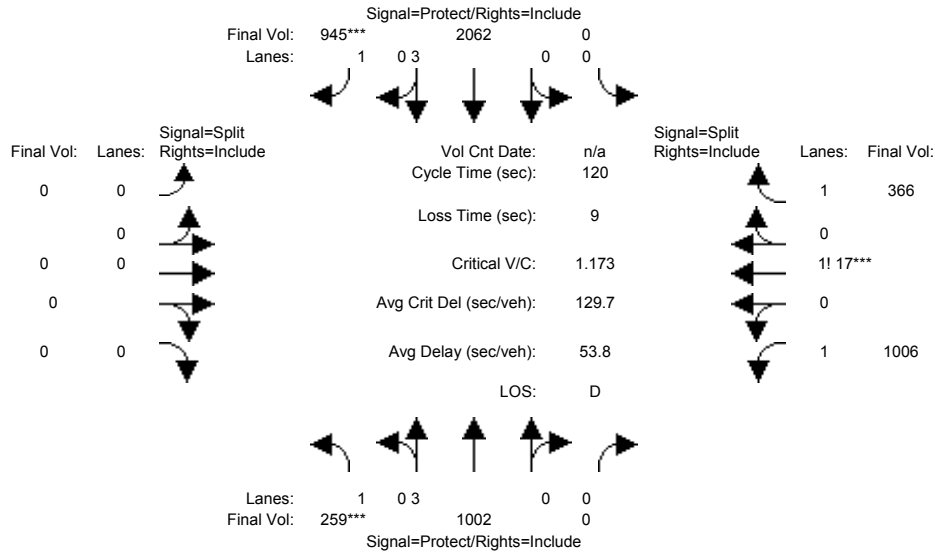 Signal=Protect/Rights=Include
Final Vol: 945*** 2062 0
Lanes: 1 0 3 0 0
Signal=Split
Final Vol: Lanes: Rights=Include
Vol Cnt Date: n/a
Signal=Split
Rights=Include Lanes: Final Vol:
Cycle Time (sec): 120
0 0
1 366
Loss Time (sec): 9
0
0
0 0
Critical V/C: 1.173
1! 17***
0
Avg Crit Del (sec/veh): 129.7
0
0 0
Avg Delay (sec/veh): 53.8
1 1006
LOS: D
Lanes: 1 0 3 0 0
Final Vol: 259*** 1002 0
Signal=Protect/Rights=Include